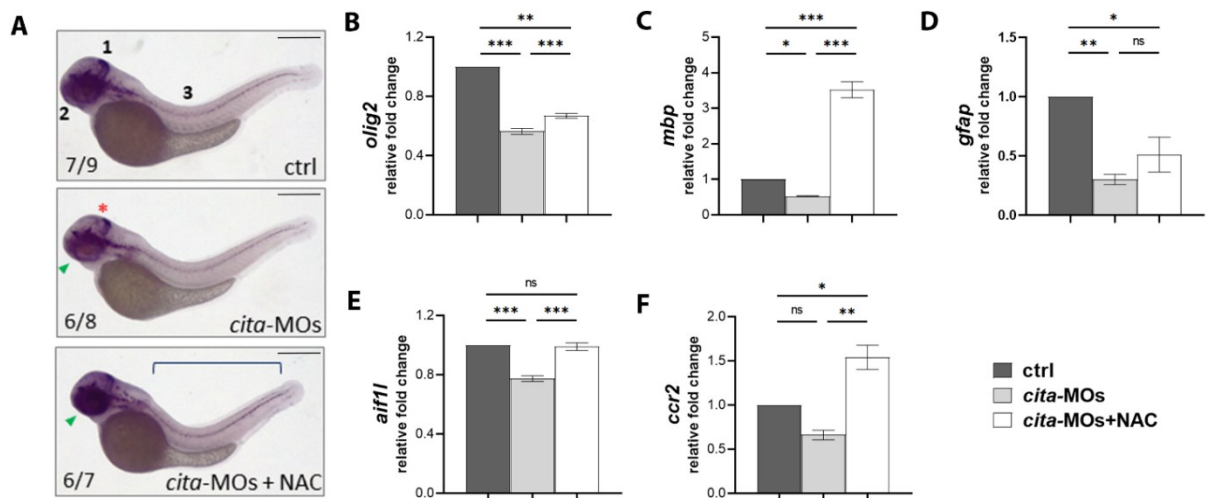 A
1
2
3
7/9
ctrl
*
6/8
cita-MOs
6/7
cita-MOs + NAC
B
**
*** ***
1.2
0.8
0.4
0.0
olig2
relative fold change
C
***
* ***
5
4
3
2
1
0
mbp
relative fold change
D
*
** ns
1.5
1.0
0.5
0.0
gfap
relative fold change
E
ns
*** ***
1.2
0.8
0.4
0.0
aif1l
relative fold change
F
*
ns **
2.0
1.5
1.0
0.5
0.0
ccr2
relative fold change
ctrl
cita-MOs
cita-MOs+NAC